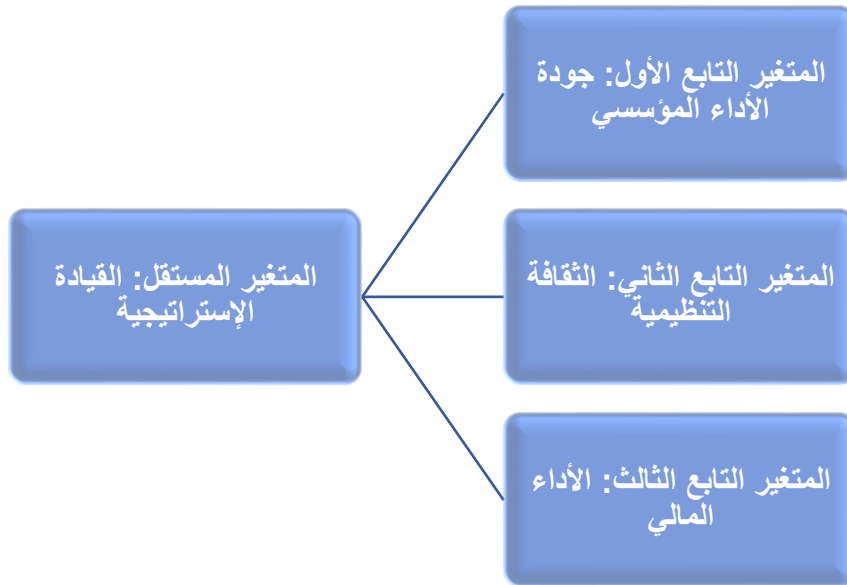 المتغير المستقل: القيادة
الإستراتيجية
المتغير التابع الأول: جودة
الأداء المؤسسي
المتغير التابع الثاني: الثقافة
التنظيمية
المتغير التابع الثالث: الأداء
المالي